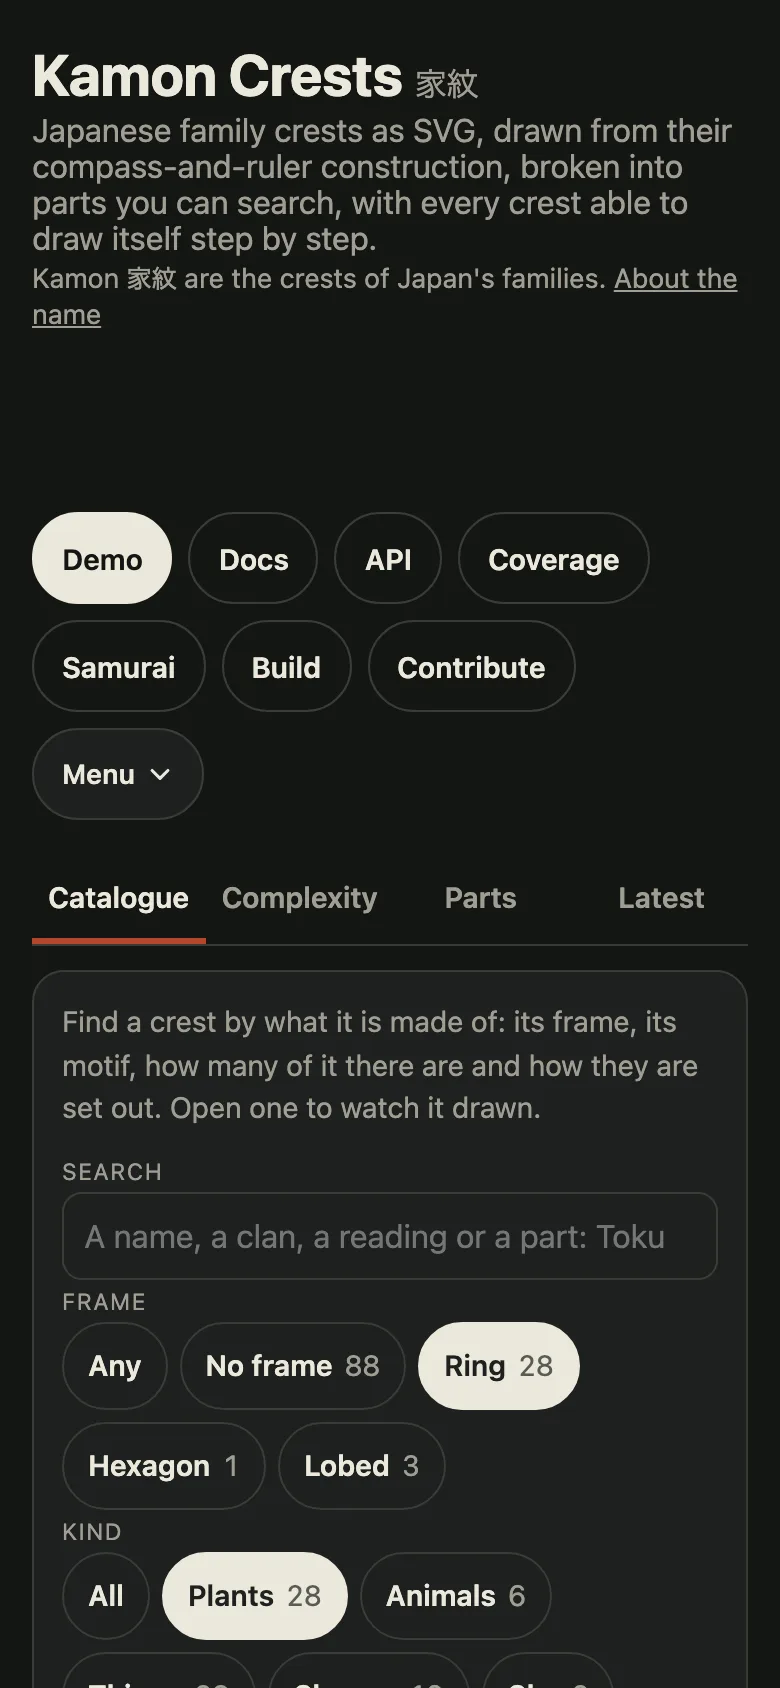 Kamon Crests 家紋
Japanese family crests as SVG, drawn from their
compass-and-ruler construction, broken into
parts you can search, with every crest able to
draw itself step by step.
Kamon 家紋 are the crests of Japan's families. About the
name
Demo Docs API Coverage
Samurai Build Contribute
Menu
Catalogue Complexity Parts Latest
Find a crest by what it is made of: its frame, its
motif, how many of it there are and how they are
set out. Open one to watch it drawn.
SEARCH
A name, a clan, a reading or a part: Toku
FRAME
Any No frame 88 Ring 28
Hexagon 1 Lobed 3
KIND
All Plants 28 Animals 6